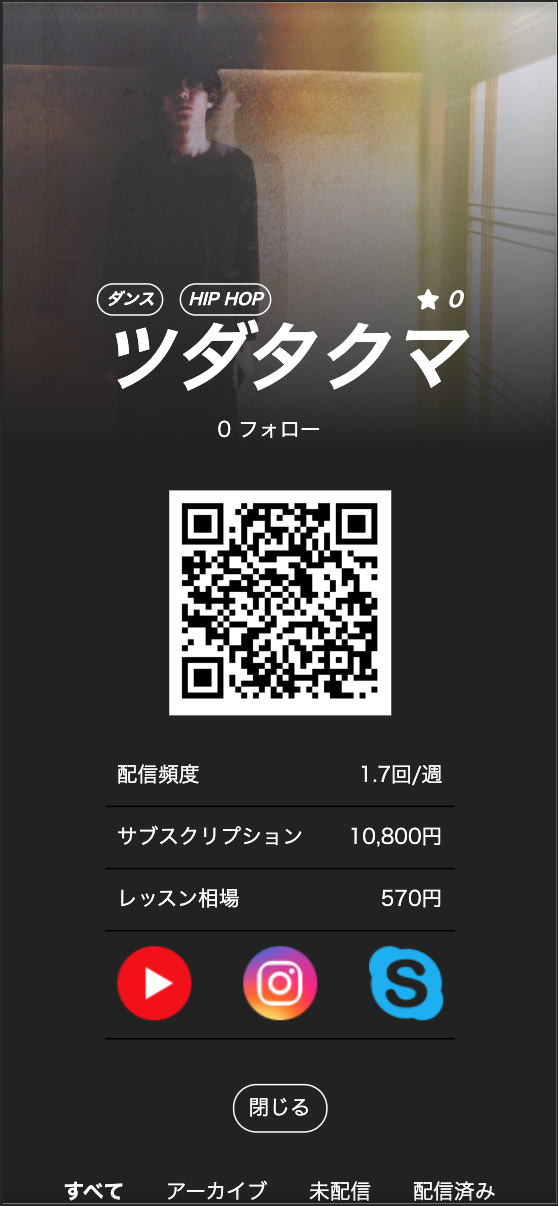 ダンス HIP HOP ★ 0
ツダタクマ
0 フォロー
配信頻度 1.7回/週
サブスクリプション 10,800円
レッスン相場 570円
閉じる
すべて アーカイブ 未配信 配信済み